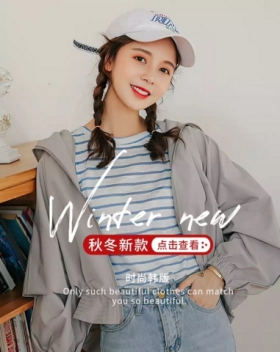 Winter new
秋冬新款 点击查看
时尚韩版
Only such beautiful clothes can match
you so beautiful.